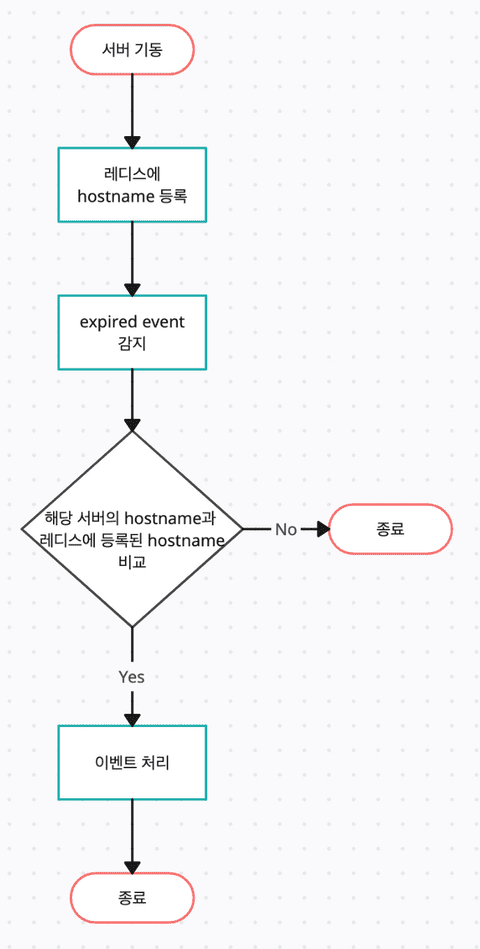 서버 기동
레디스에
hostname 등록
expired event
감지
해당 서버의 hostname과
레디스에 등록된 hostname
비교
No
종료
Yes
이벤트 처리
종료